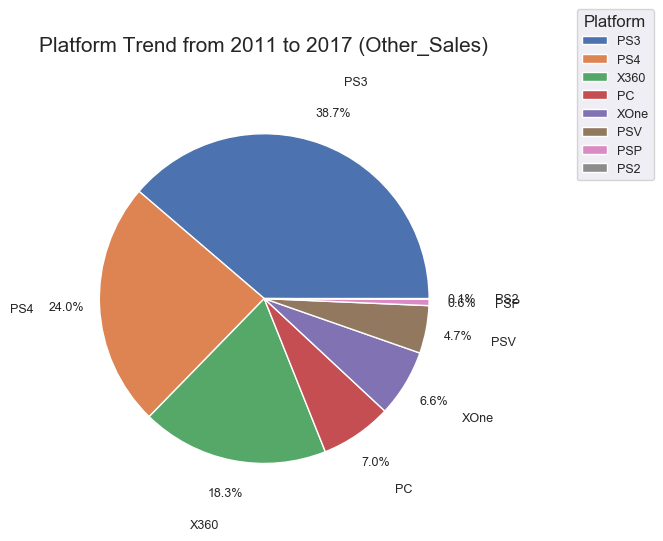 Platform Trend from 2011 to 2017 (Other_Sales)
Platform
PS3
PS4
X360
PC
XOne
PSV
PSP
PS2
PS3
38.7%
PS4
24.0%
X360
18.3%
PC
7.0%
XOne
6.6%
PSV
4.7%
PSP
0.6%
PS2
0.1%